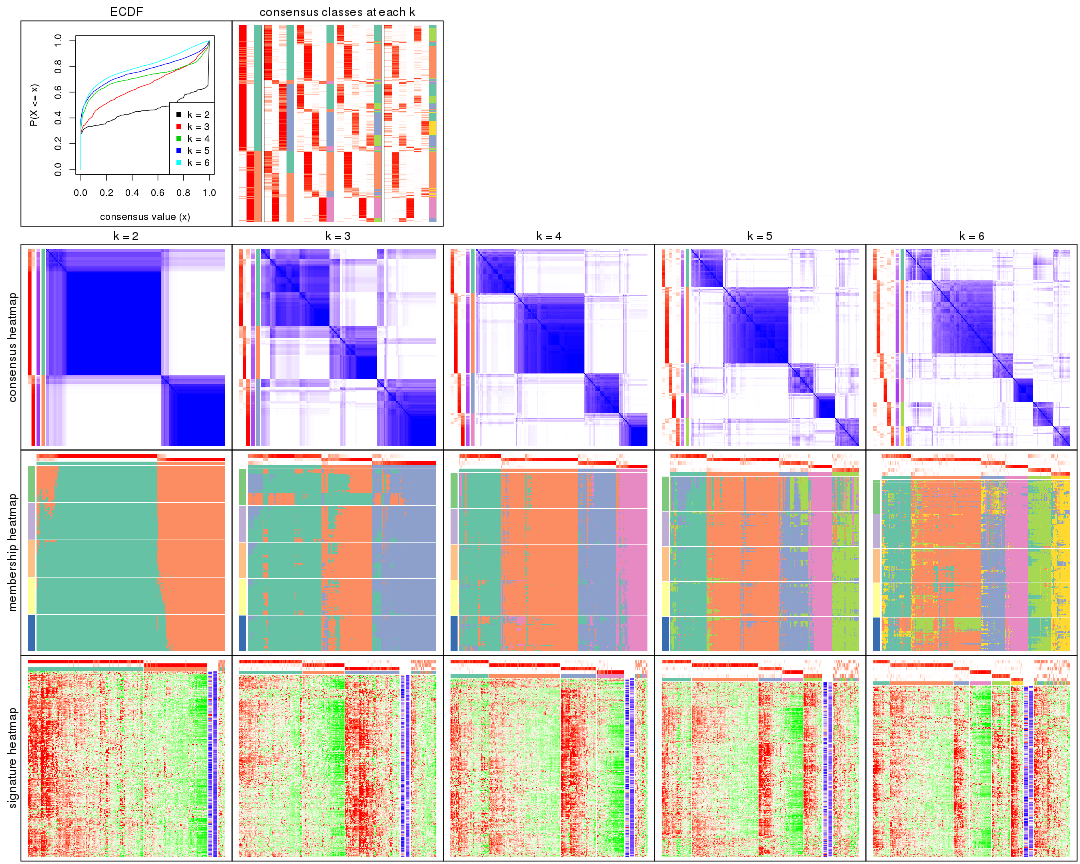 ECDF
consensus classes at each k
P(X <= x)
1.0
0.8
0.6
0.4
0.2
0.0
k = 2
k = 3
k = 4
k = 5
k = 6
0.0 0.2 0.4 0.6 0.8 1.0
consensus value (x)
k = 2
k = 3
k = 4
k = 5
k = 6
consensus heatmap
membership heatmap
signature heatmap